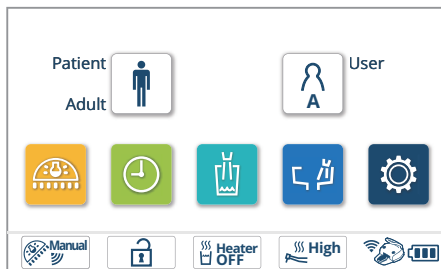 Patient
Adult
User
A
Manual
Heater
OFF
High